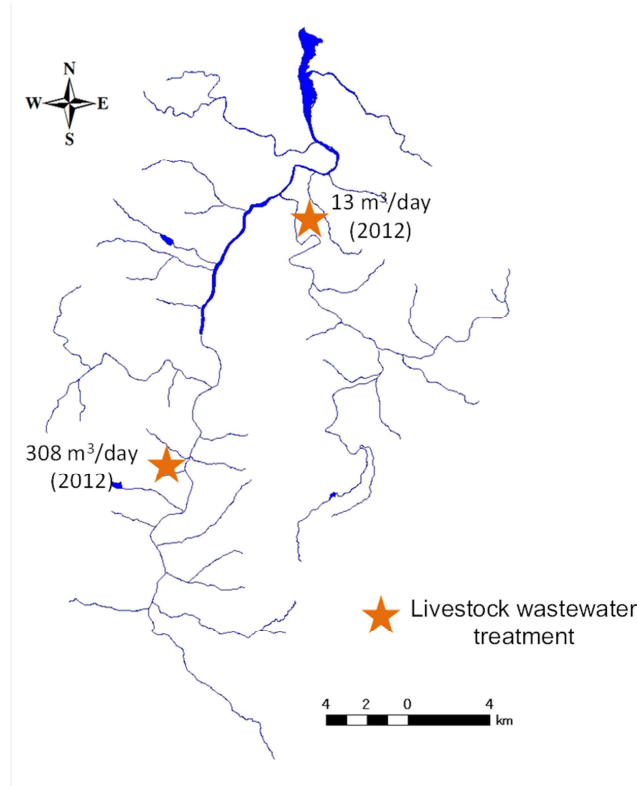 N
W E
S
13 m³/day
(2012)
308 m³/day
(2012)
Livestock wastewater
treatment
4 2 0 4
km